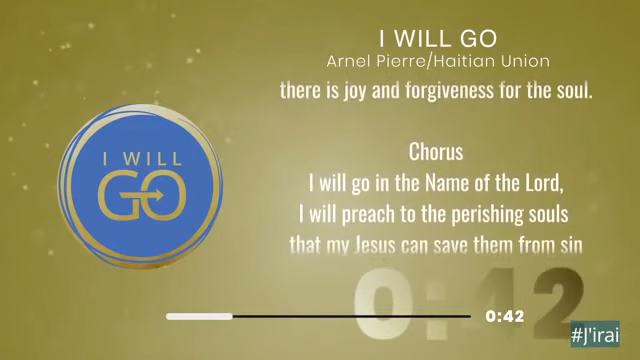 I WILL GO
Arnel Pierre/Haitian Union
there is joy and forgiveness for the soul.
Chorus
I will go in the Name of the Lord,
I will preach to the perishing souls
that my Jesus can save them from sin
I WILL
GO
0:42
0:42
#J'irai